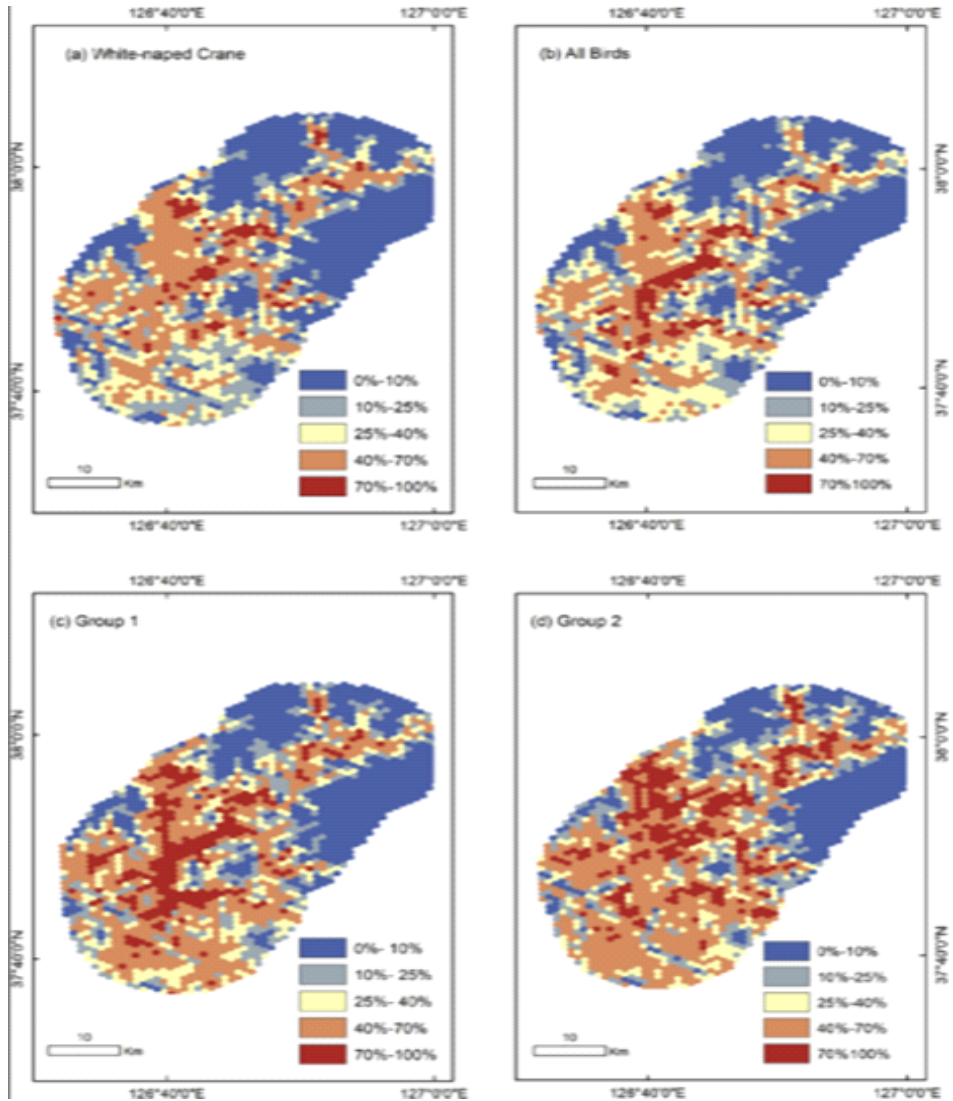 126°40'0"E 127°0'0"E
(a) White-naped Crane
38°0'0"N
37°40'0"N
0%-10%
10%-25%
25%-40%
40%-70%
70%-100%
10
Km
126°40'0"E 127°0'0"E
126°40'0"E 127°0'0"E
(b) All Birds
38°0'0"N
37°40'0"N
0%-10%
10%-25%
25%-40%
40%-70%
70%100%
10
Km
126°40'0"E 127°0'0"E
126°40'0"E 127°0'0"E
(c) Group 1
38°0'0"N
37°40'0"N
0%- 10%
10%- 25%
25%- 40%
40%-70%
70%-100%
10
Km
126°40'0"E 127°0'0"E
126°40'0"E 127°0'0"E
(d) Group 2
38°0'0"N
37°40'0"N
0%-10%
10%-25%
25%-40%
40%-70%
70%100%
10
Km
126°40'0"E 127°0'0"E